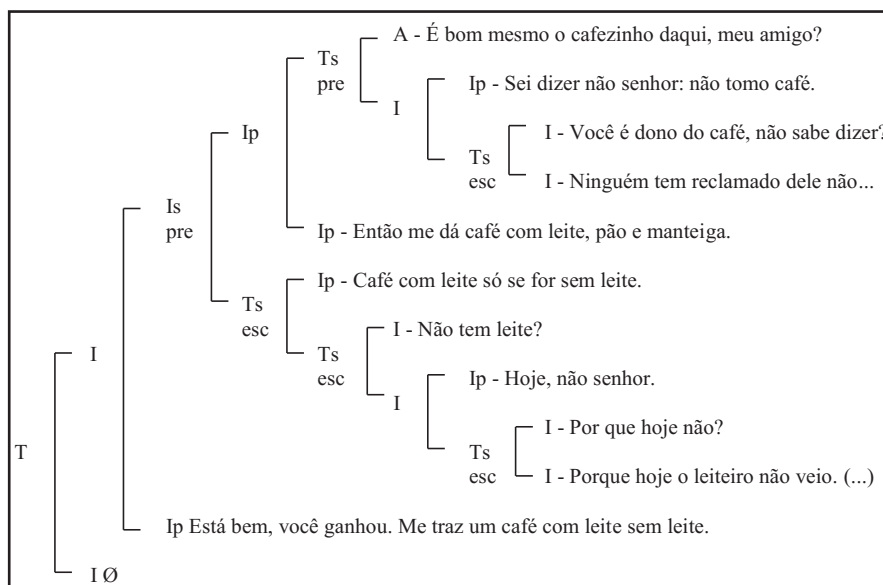 A - É bom mesmo o cafezinho daqui, meu amigo?
Ts
pre
Ip - Sei dizer não senhor: não tomo café.
I
Ip
I - Você é dono do café, não sabe dizer?
Ts
esc
I - Ninguém tem reclamado dele não...
Is
pre
Ip - Então me dá café com leite, pão e manteiga.
Ip - Café com leite só se for sem leite.
Ts
esc
I - Não tem leite?
I
Ts
esc
Ip - Hoje, não senhor.
I
I - Por que hoje não?
T
Ts
esc
I - Porque hoje o leiteiro não veio. (...)
Ip Está bem, você ganhou. Me traz um café com leite sem leite.
I Ø